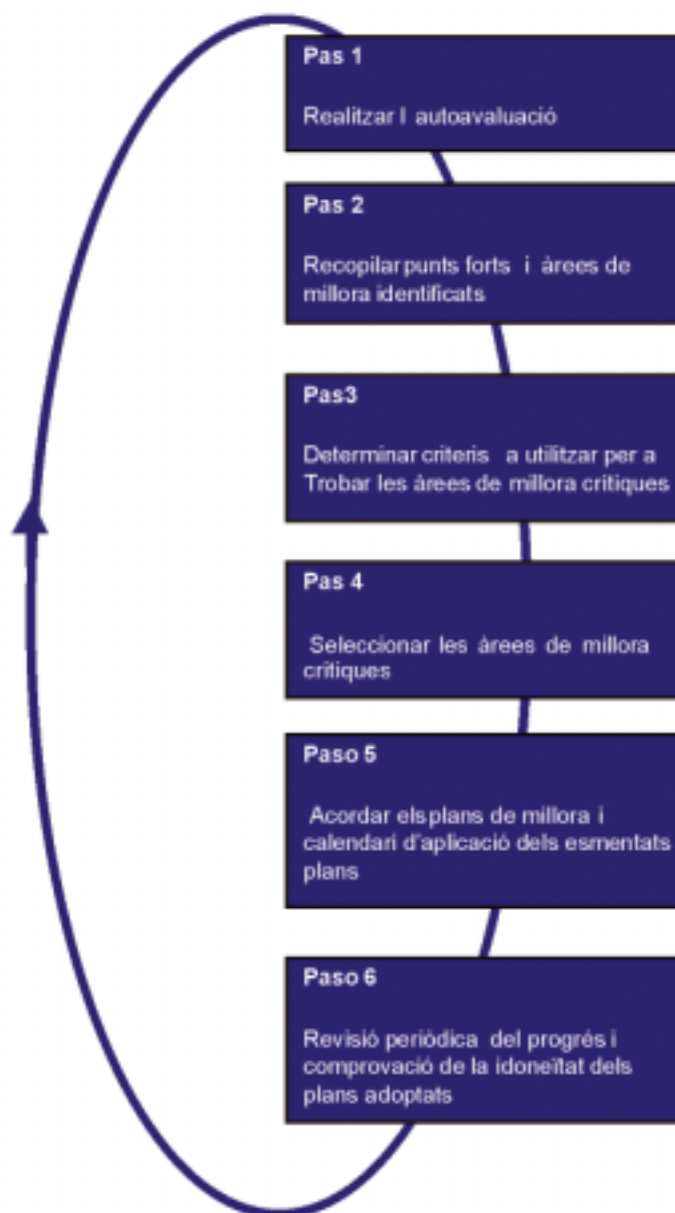 Pas 1
Realitzar l autoavaluació
Pas 2
Recopilar punts forts i àrees de
millora identificats
Pas3
Determinar criteris a utilitzar per a
Trobar les àrees de millora critiques
Pas 4
Seleccionar les àrees de millora
critiques
Paso 5
Acordar els plans de millora i
calendari d'aplicació dels esmentats
plans
Paso 6
Revisió periòdica del progrés i
comprovació de la idoneïtat dels
plans adoptats